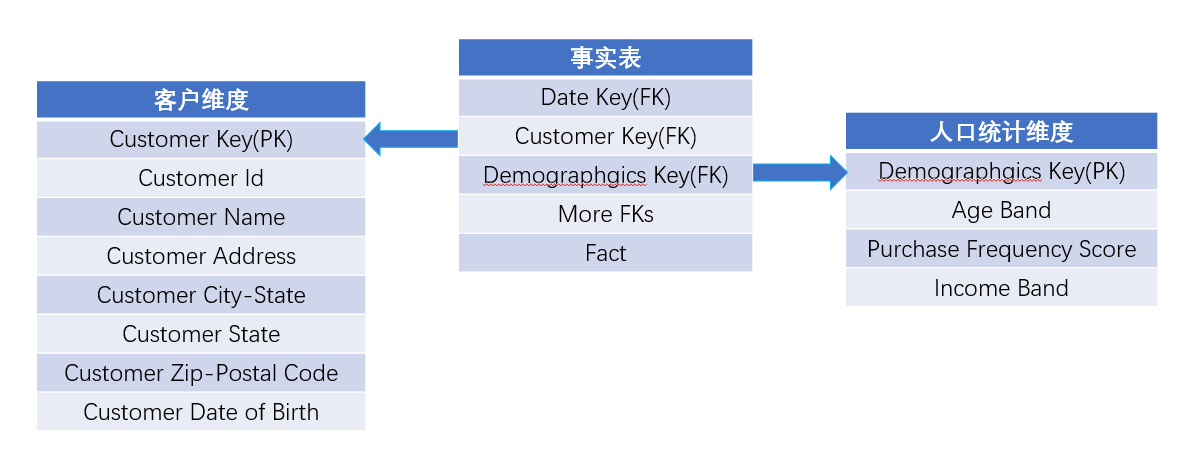 客户维度
Customer Key(PK)
Customer Id
Customer Name
Customer Address
Customer City-State
Customer State
Customer Zip-Postal Code
Customer Date of Birth
事实表
Date Key(FK)
Customer Key(FK)
Demographgics Key(FK)
More FKs
Fact
人口统计维度
Demographgics Key(PK)
Age Band
Purchase Frequency Score
Income Band